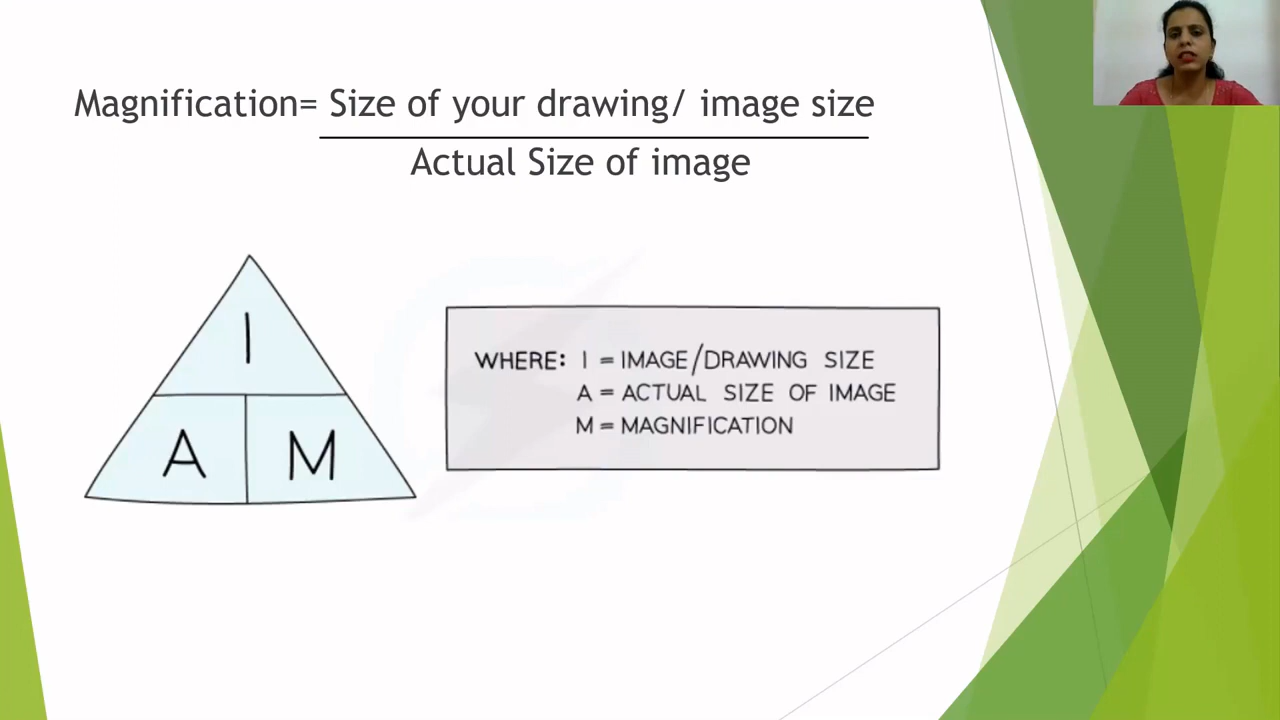 Magnification= Size of your drawing/ image size
Actual Size of image
I
A M
WHERE: I = IMAGE/DRAWING SIZE
A = ACTUAL SIZE OF IMAGE
M = MAGNIFICATION